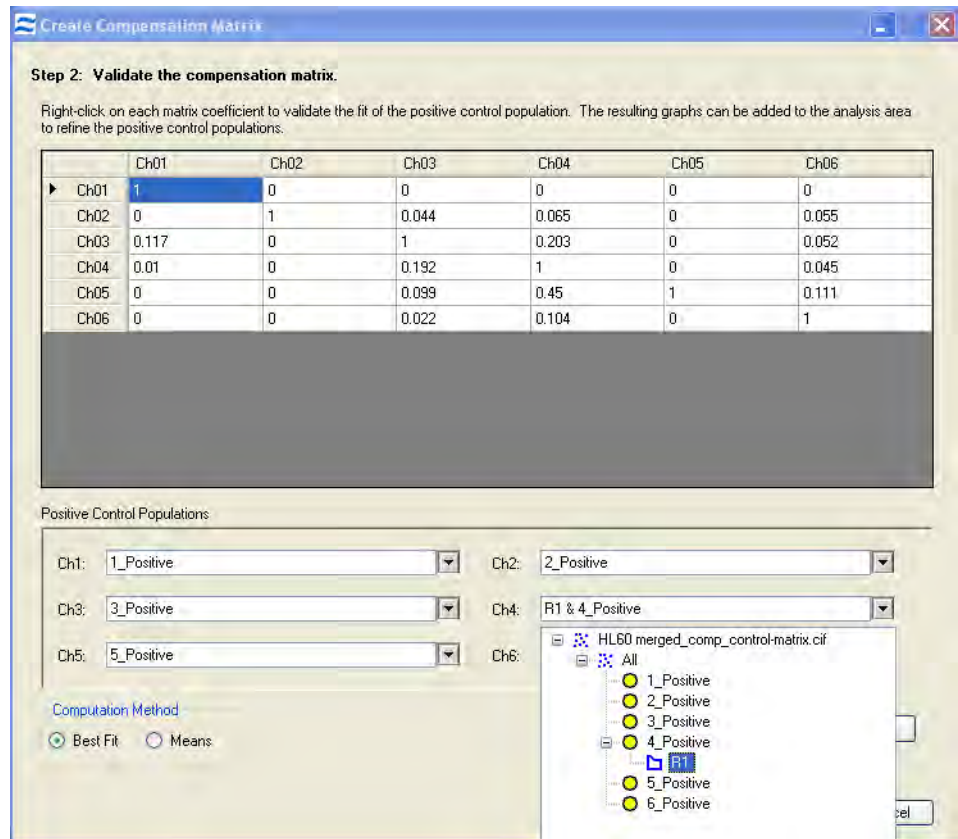 Create Compensation Matrix
Step 2: Validate the compensation matrix.
Right-click on each matrix coefficient to validate the fit of the positive control population. The resulting graphs can be added to the analysis area
to refine the positive control populations.
Ch01 Ch02 Ch03 Ch04 Ch05 Ch06
Ch01 1 0 0 0 0 0
Ch02 0 1 0.044 0.065 0 0.055
Ch03 0.117 0 1 0.203 0 0.052
Ch04 0.01 0 0.192 1 0 0.045
Ch05 0 0 0.099 0.45 1 0.111
Ch06 0 0 0.022 0.104 0 1
Positive Control Populations
Ch1: 1_Positive Ch2: 2_Positive
Ch3: 3_Positive Ch4: R1 & 4_Positive
HL60 merged_comp_control-matrix.cif
Ch5: 5_Positive Ch6: All
1_Positive
2_Positive
Computation Method
3_Positive
Best Fit Means 4_Positive
R1
5_Positive
6_Positive